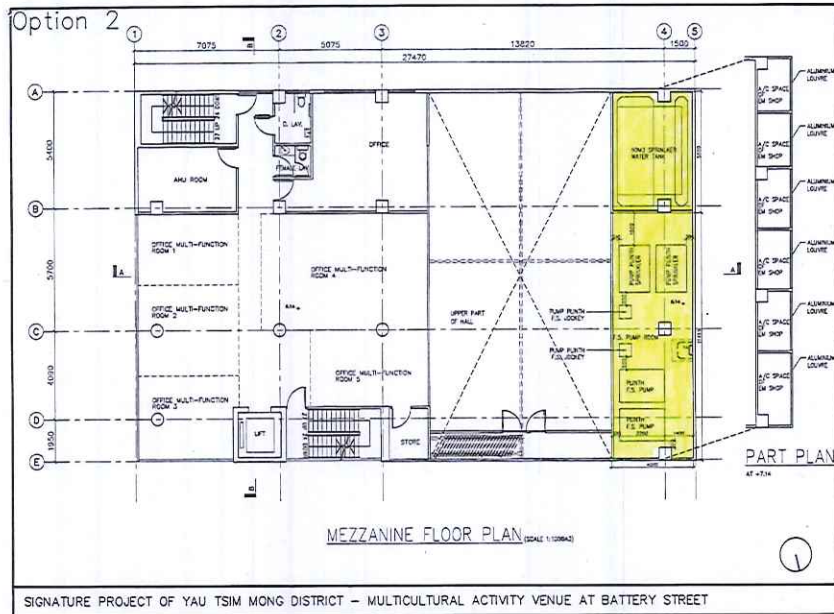 Option 2
1
2
3
4
5
7075
5075
13820
1500
27470
B
A
B
C
D
E
5400
5700
4090
1950
D. LAV.
FEMALE LAV.
OFFICE
AHU ROOM
OFFICE MULTI-FUNCTION
ROOM 1
OFFICE MULTI-FUNCTION
ROOM 2
OFFICE MULTI-FUNCTION
ROOM 3
OFFICE MULTI-FUNCTION
ROOM 4
OFFICE MULTI-FUNCTION
ROOM 5
LIFT
STORE
UPPER PART
OF HALL
SPRINKLER
WATER TANK
PUMP PLINTH
SPRINKLER
PUMP PLINTH
SPRINKLER
PUMP PLINTH
F.S. JOCKEY
F.S. PUMP ROOM
PUMP PLINTH
F.S. JOCKEY
PLINTH
F.S. PUMP
PLINTH
F.S. PUMP
A
A
B
A/C SPACE
EM SHOP
ALUMINIUM
LOUVRE
A/C SPACE
EM SHOP
ALUMINIUM
LOUVRE
A/C SPACE
EM SHOP
ALUMINIUM
LOUVRE
A/C SPACE
EM SHOP
ALUMINIUM
LOUVRE
A/C SPACE
EM SHOP
ALUMINIUM
LOUVRE
A/C SPACE
EM SHOP
ALUMINIUM
LOUVRE
PART PLAN
AT +7.14
MEZZANINE FLOOR PLAN
SIGNATURE PROJECT OF YAU TSIM MONG DISTRICT - MULTICULTURAL ACTIVITY VENUE AT BATTERY STREET